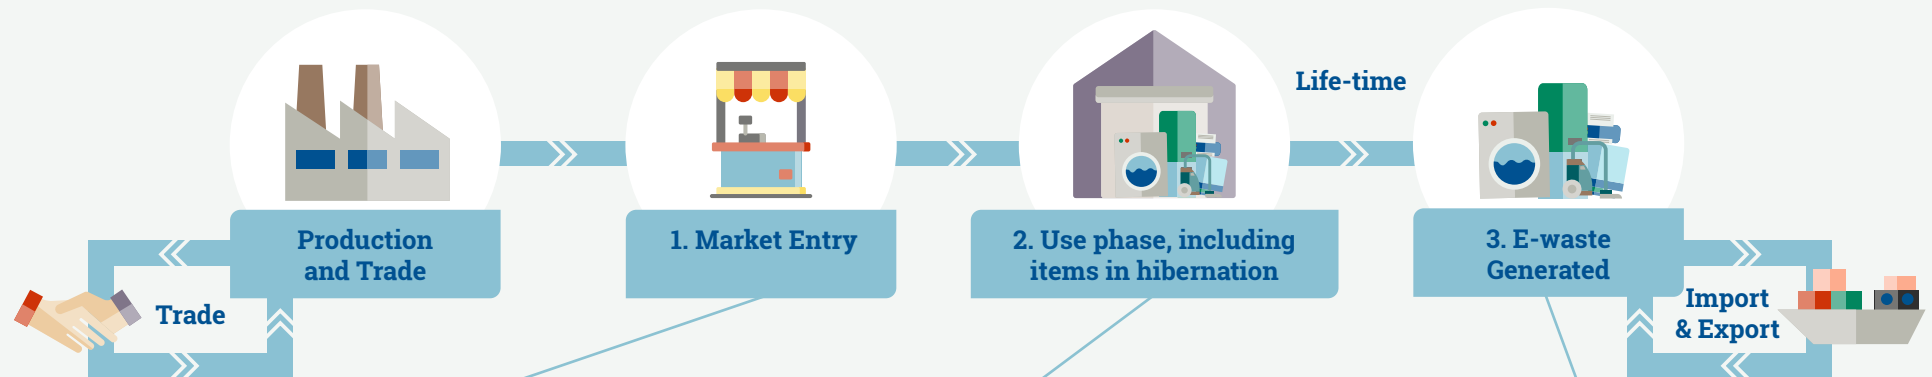 Life-time
Production
and Trade
1. Market Entry
2. Use phase, including
items in hibernation
3. E-waste
Generated
Trade
Import
& Export